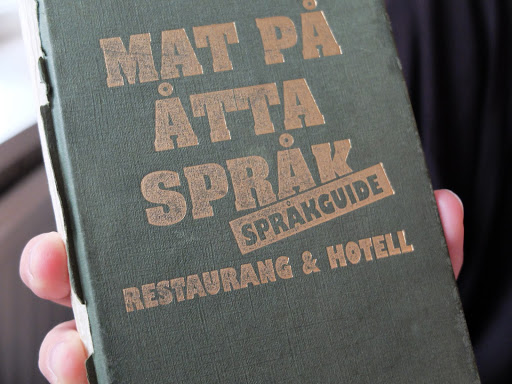 MAT PÅ
ÅTTA
SPRÅK
SPRÅKGUIDE
RESTAURANG & HOTELL